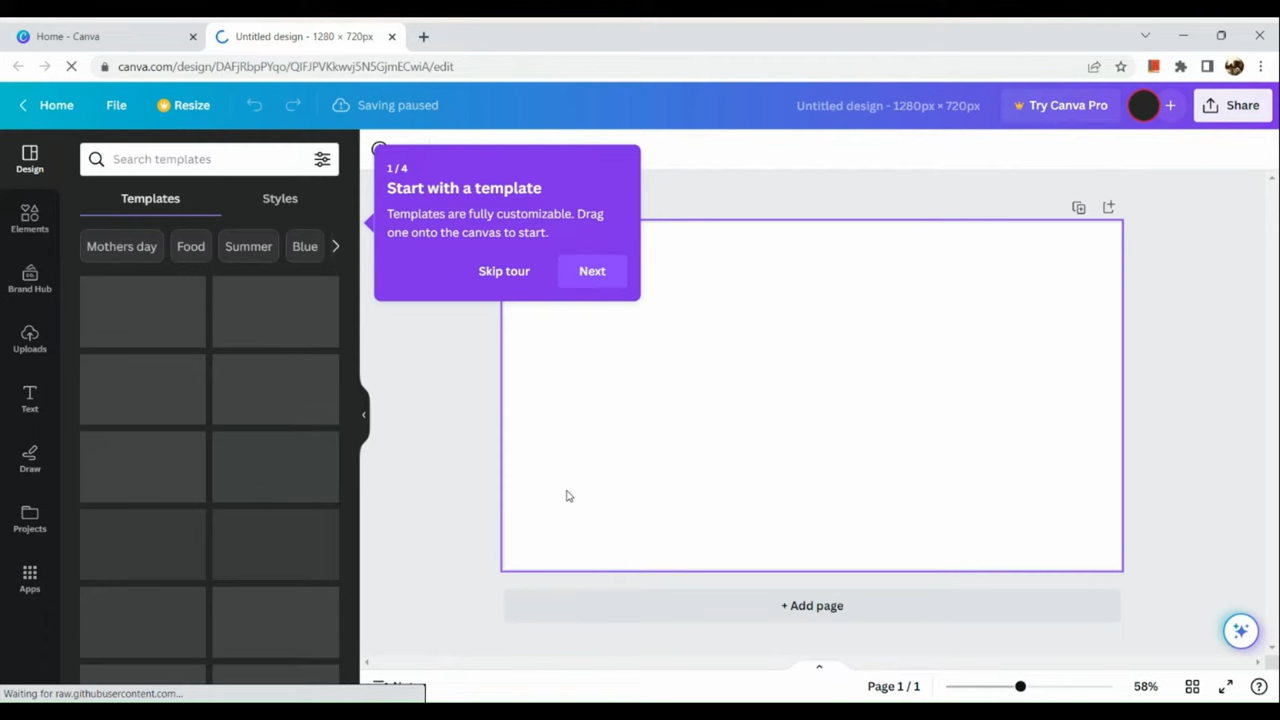 Home - Canva
Untitled design - 1280 × 720px
canva.com/design/DAFjRbpPYqo/QIFJPVKkwvj5N5GjmECwiA/edit
Home
File
Resize
Saving paused
Untitled design - 1280px × 720px
Try Canva Pro
Share
Design
Elements
Brand Hub
Uploads
Text
Draw
Projects
Apps
Search templates
Templates
Styles
Mothers day
Food
Summer
Blue
1 / 4
Start with a template
Templates are fully customizable. Drag
one onto the canvas to start.
Skip tour
Next
+ Add page
Waiting for raw.githubusercontent.com...
Page 1 / 1
58%